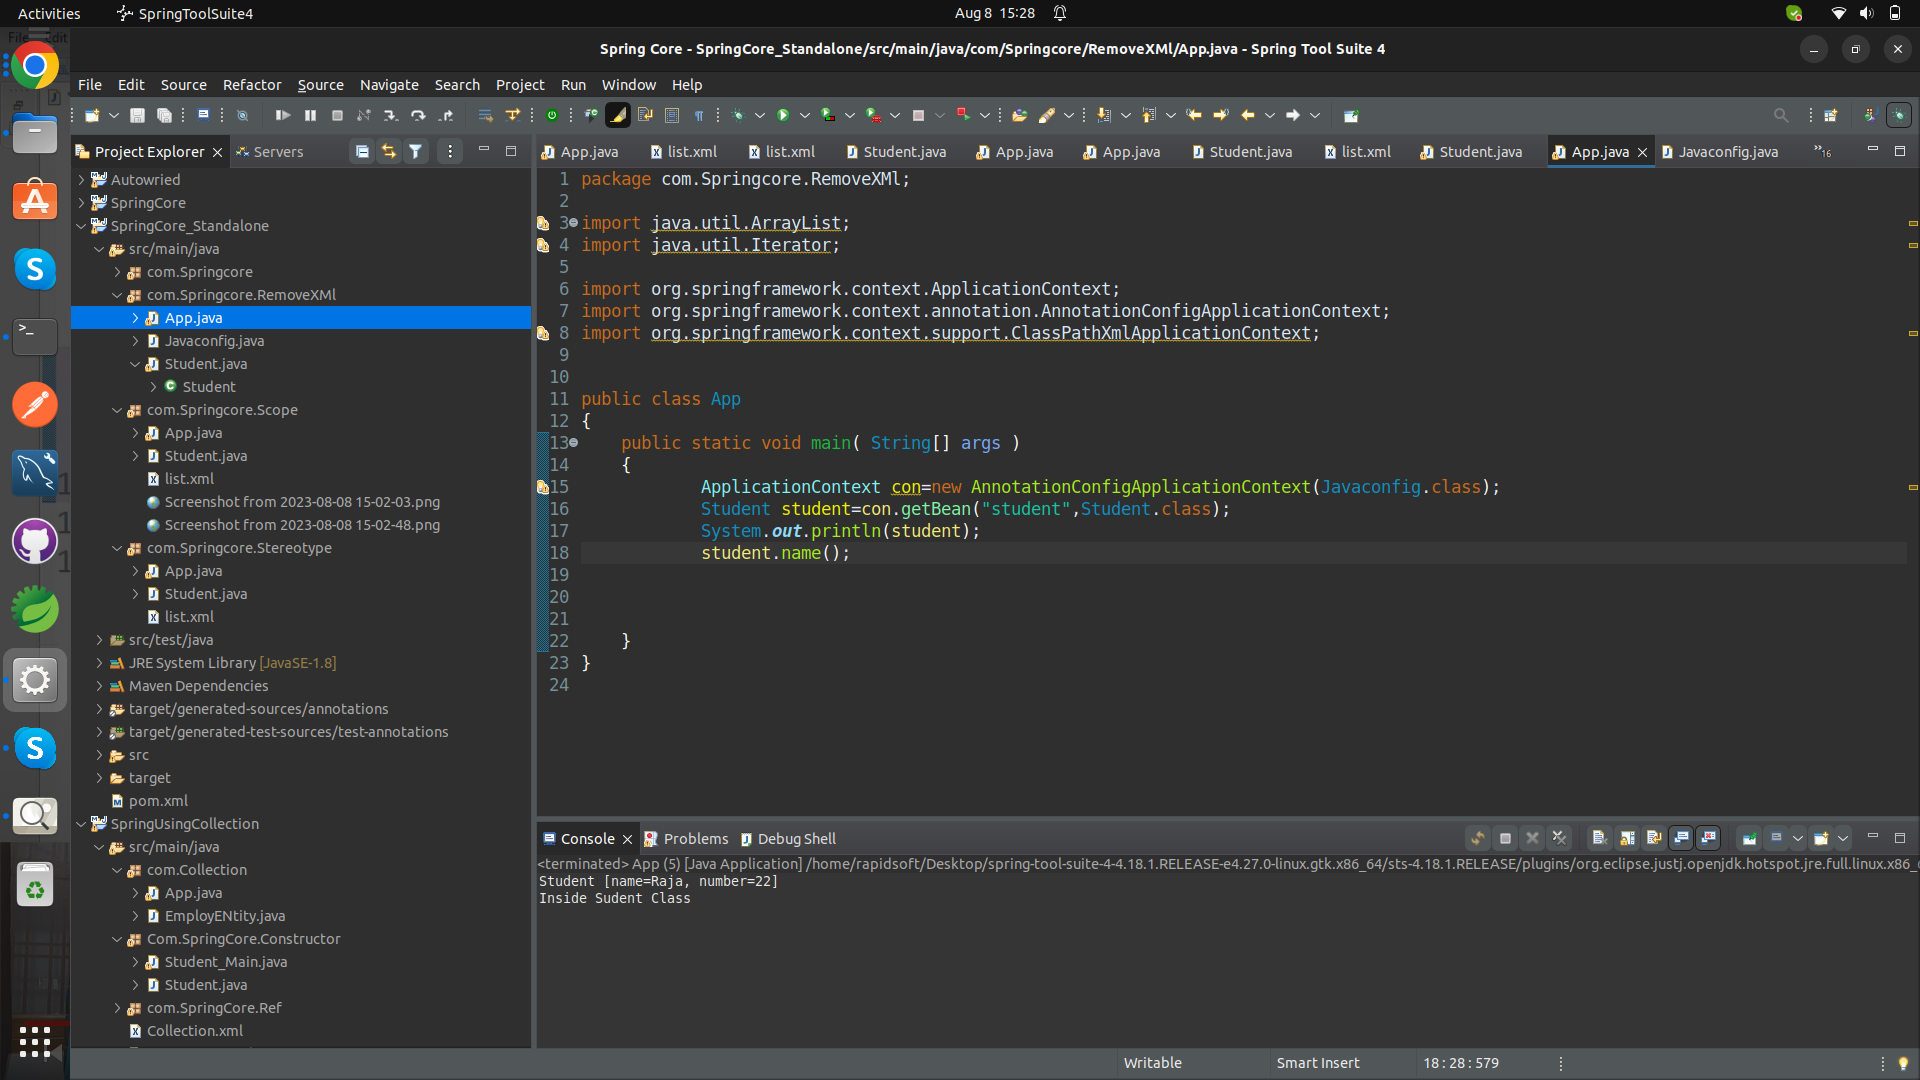 Activities
SpringToolSuite4
Aug 8 15:28
Spring Core - SpringCore_Standalone/src/main/java/com/Springcore/RemoveXMl/App.java - Spring Tool Suite 4
File Edit Source Refactor Source Navigate Search Project Run Window Help
Project Explorer
Servers
Autowried
SpringCore
SpringCore_Standalone
src/main/java
com.Springcore
com.Springcore.RemoveXMl
App.java
Javaconfig.java
Student.java
Student
com.Springcore.Scope
App.java
Student.java
list.xml
Screenshot from 2023-08-08 15-02-03.png
Screenshot from 2023-08-08 15-02-48.png
com.Springcore.Stereotype
App.java
Student.java
list.xml
src/test/java
JRE System Library [JavaSE-1.8]
Maven Dependencies
target/generated-sources/annotations
target/generated-test-sources/test-annotations
src
target
pom.xml
SpringUsingCollection
src/main/java
com.Collection
App.java
EmployENtity.java
Com.SpringCore.Constructor
Student_Main.java
Student.java
com.SpringCore.Ref
Collection.xml
App.java list.xml list.xml Student.java App.java App.java Student.java list.xml Student.java App.java Javaconfig.java »16
1 package com.Springcore.RemoveXMl;
2
3 import java.util.ArrayList;
4 import java.util.Iterator;
5
6 import org.springframework.context.ApplicationContext;
7 import org.springframework.context.annotation.AnnotationConfigApplicationContext;
8 import org.springframework.context.support.ClassPathXmlApplicationContext;
9
10
11 public class App
12 {
13 public static void main( String[] args )
14 {
15 ApplicationContext con=new AnnotationConfigApplicationContext(Javaconfig.class);
16 Student student=con.getBean("student",Student.class);
17 System.out.println(student);
18 student.name();
19
20
21
22 }
23 }
24
Console Problems Debug Shell
<terminated> App (5) [Java Application] /home/rapidsoft/Desktop/spring-tool-suite-4-4.18.1.RELEASE-e4.27.0-linux.gtk.x86_64/sts-4.18.1.RELEASE/plugins/org.eclipse.justj.openjdk.hotspot.jre.full.linux.x86_
Student [name=Raja, number=22]
Inside Sudent Class
Writable
Smart Insert
18 : 28 : 579